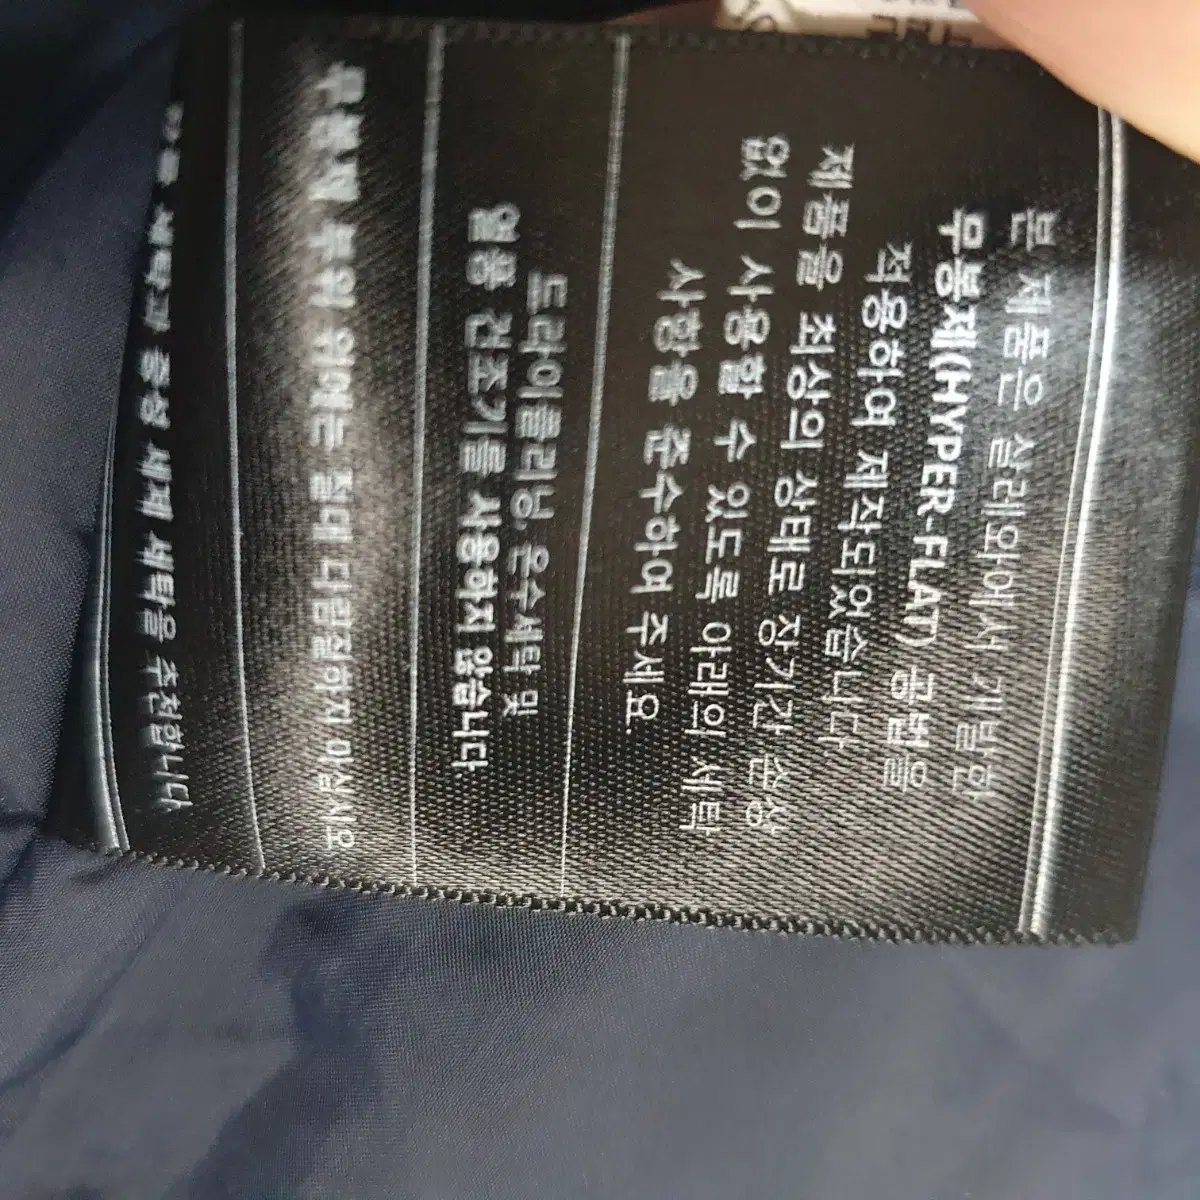 본 제품은 살레와에서 개발한
무봉제(HYPER-FLAT) 공법을
적용하여 제작되었습니다
제품을 최상의 상태로 장기간 손상
없이 사용할 수 있도록 아래의 세탁
사항을 준수하여 주세요.
드라이클리닝, 온수세탁 및
열풍 건조기를 사용하지 않습니다.
무봉제 부위 위에는 절대 다림질하지 마십시오
세탁과 중성 세제 세탁을 추천합니다